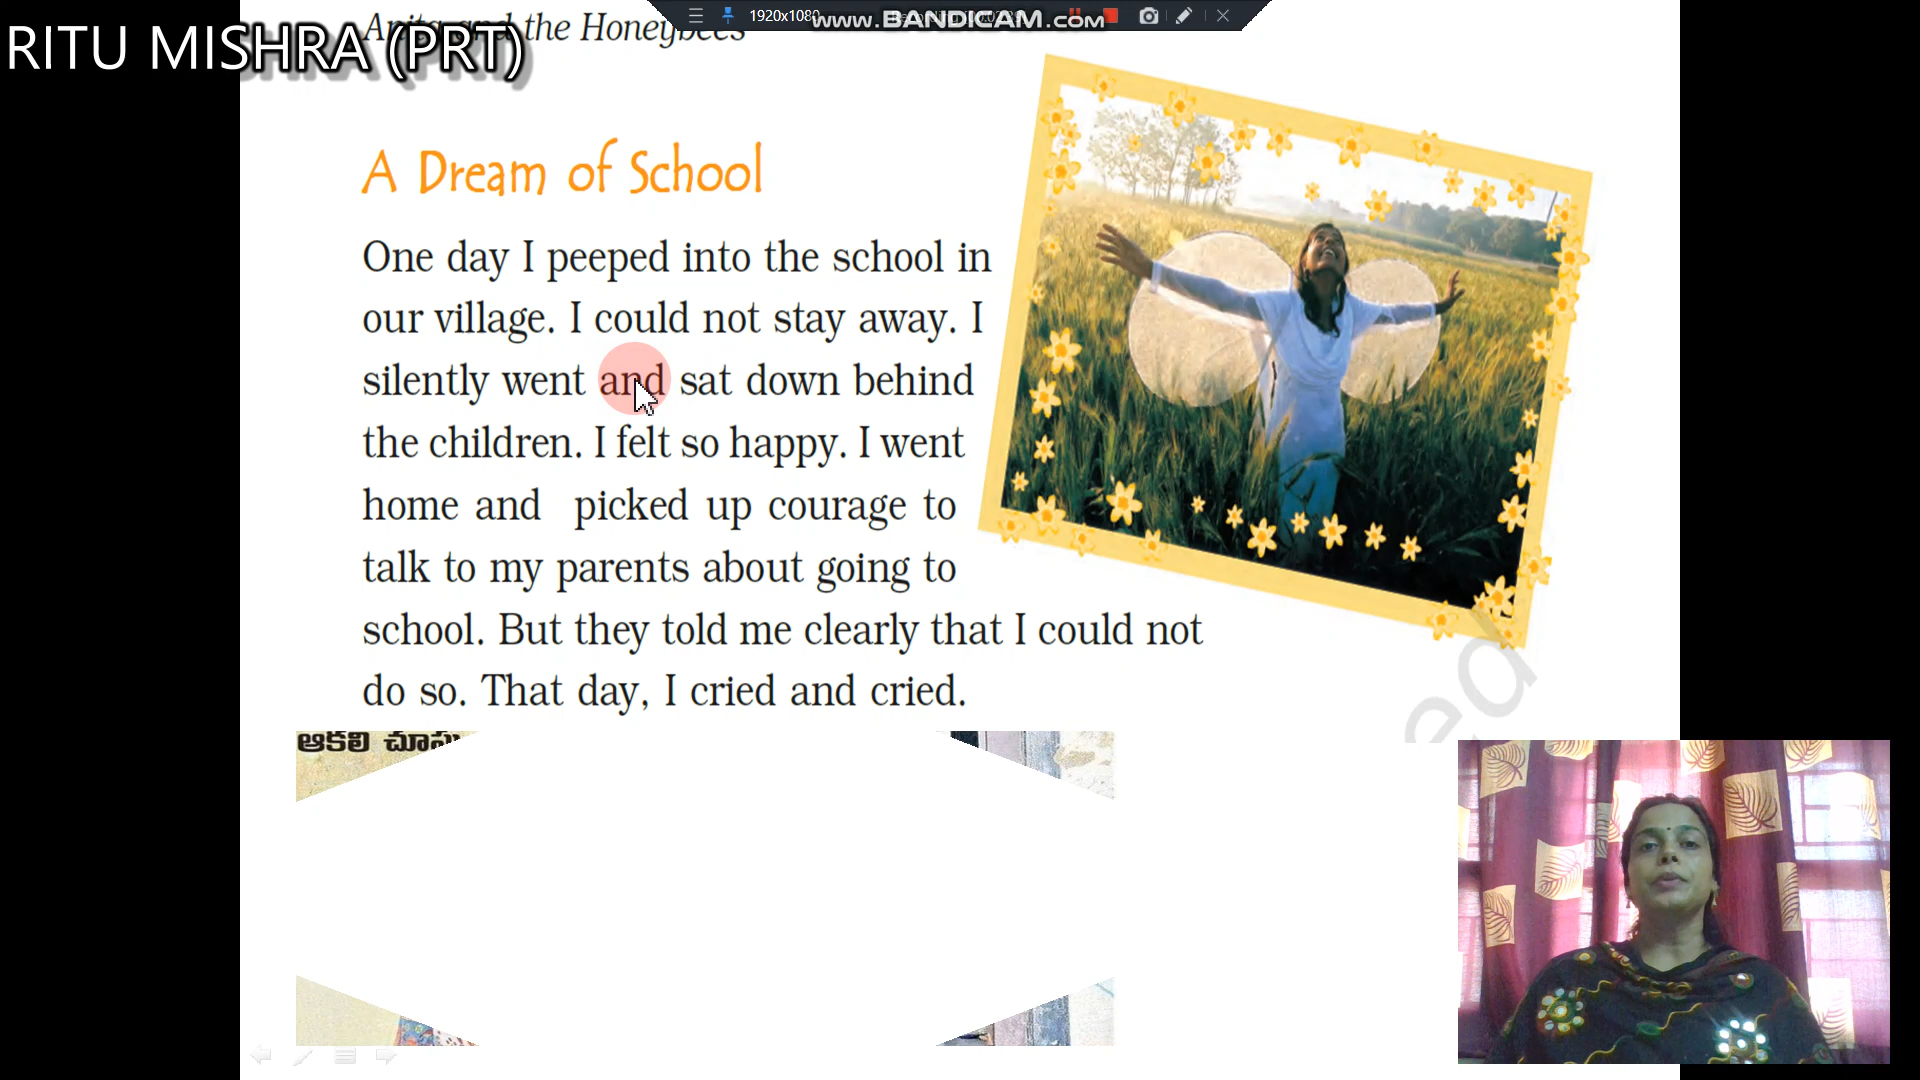 Anita and the Honeybees
1920x1080
www.BANDICAM.com
RITU MISHRA (PRT)
A Dream of School
One day I peeped into the school in
our village. I could not stay away. I
silently went and sat down behind
the children. I felt so happy. I went
home and picked up courage to
talk to my parents about going to
school. But they told me clearly that I could not
do so. That day, I cried and cried.
ed
ఆకలి